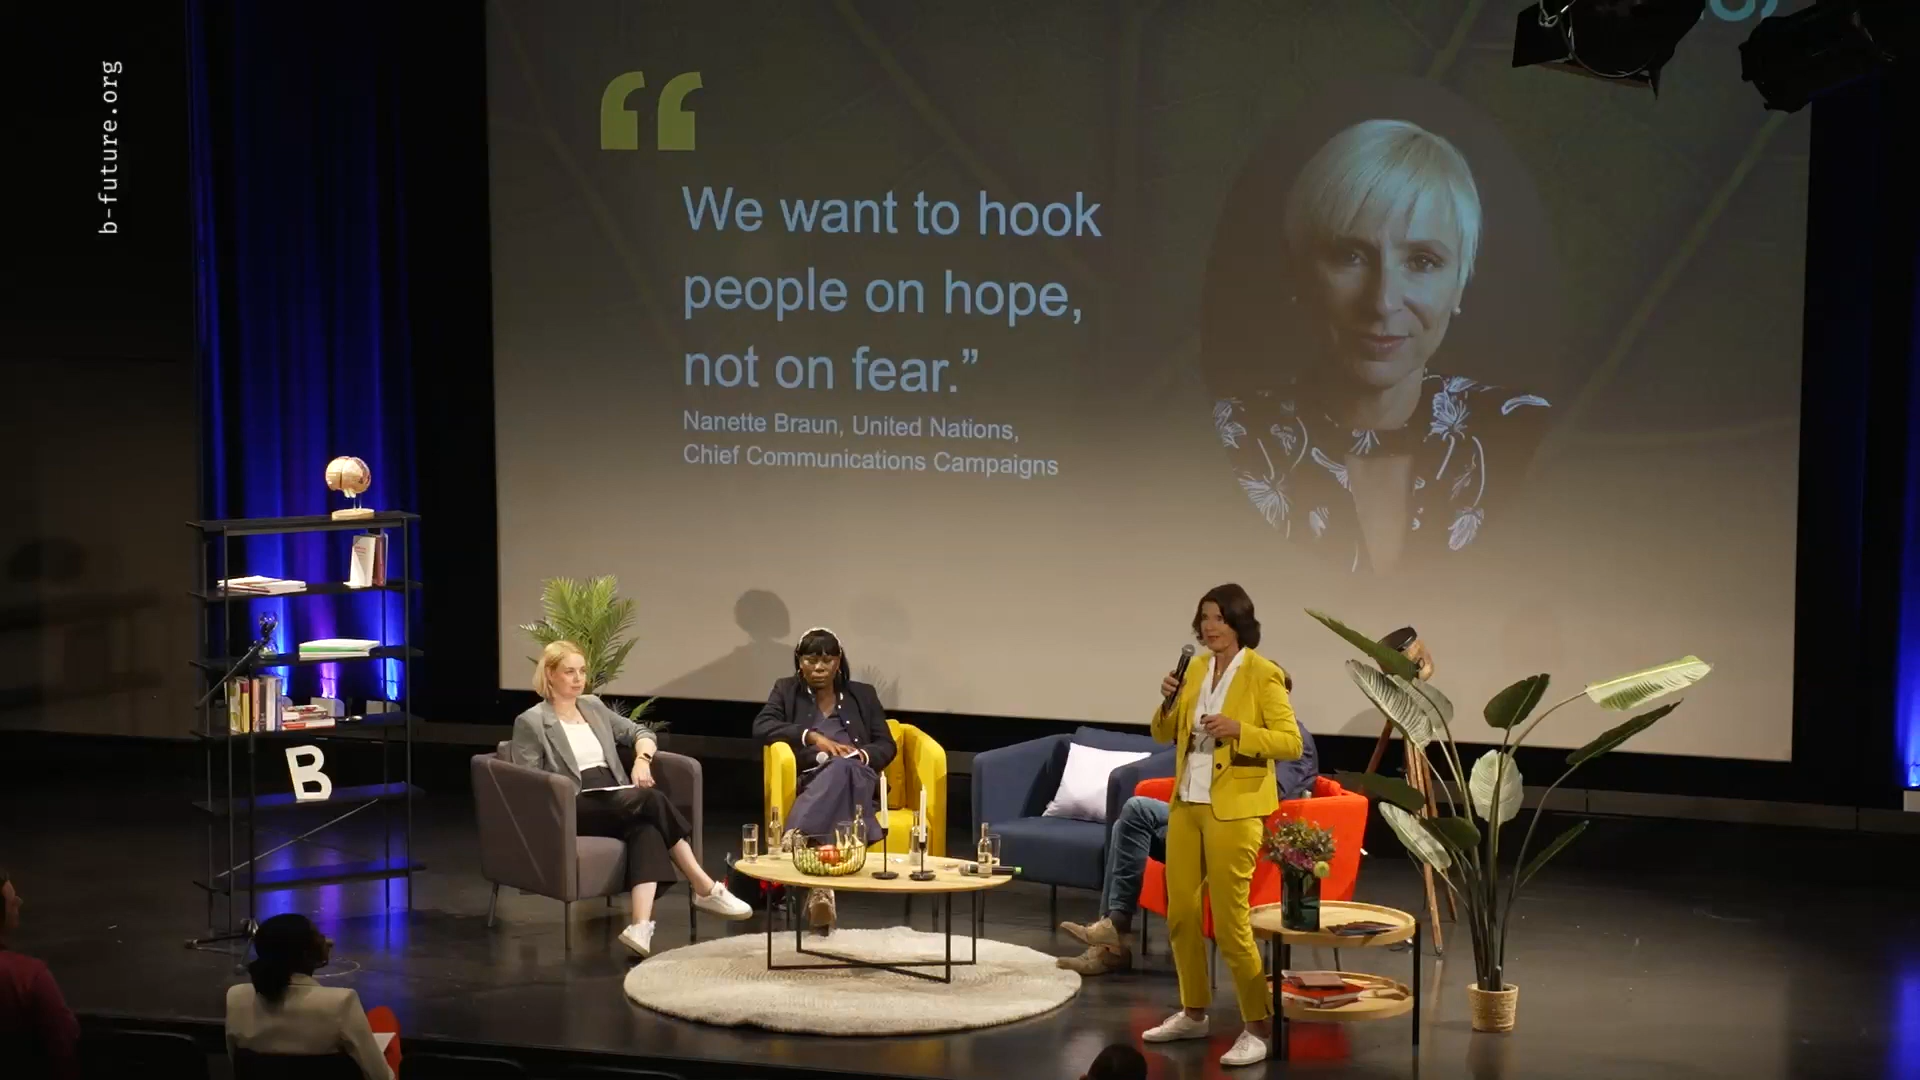 b-future.org
“
We want to hook
people on hope,
not on fear.”
Nanette Braun, United Nations,
Chief Communications Campaigns
B